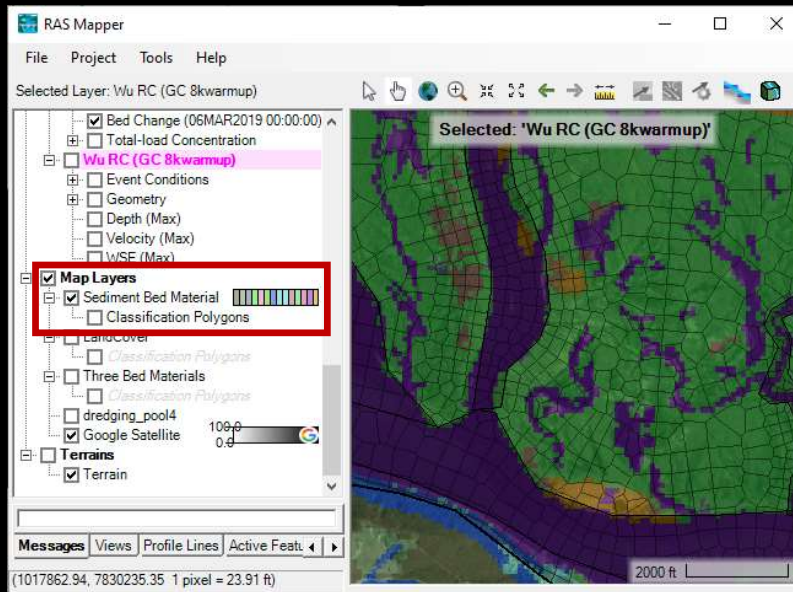 RAS Mapper
File Project Tools Help
Selected Layer: Wu RC (GC 8kwarmup)
Bed Change (06MAR2019 00:00:00)
Total-load Concentration
Wu RC (GC 8kwarmup)
Event Conditions
Geometry
Depth (Max)
Velocity (Max)
WSE (Max)
Map Layers
Sediment Bed Material
Classification Polygons
LandCover
Classification Polygons
Three Bed Materials
Classification Polygons
dredging_pool4
Google Satellite
100.0
0.0
G
Terrains
Terrain
Messages Views Profile Lines Active Featu
(1017862.94, 7830235.35 1 pixel = 23.91 ft)
Selected: 'Wu RC (GC 8kwarmup)'
2000 ft